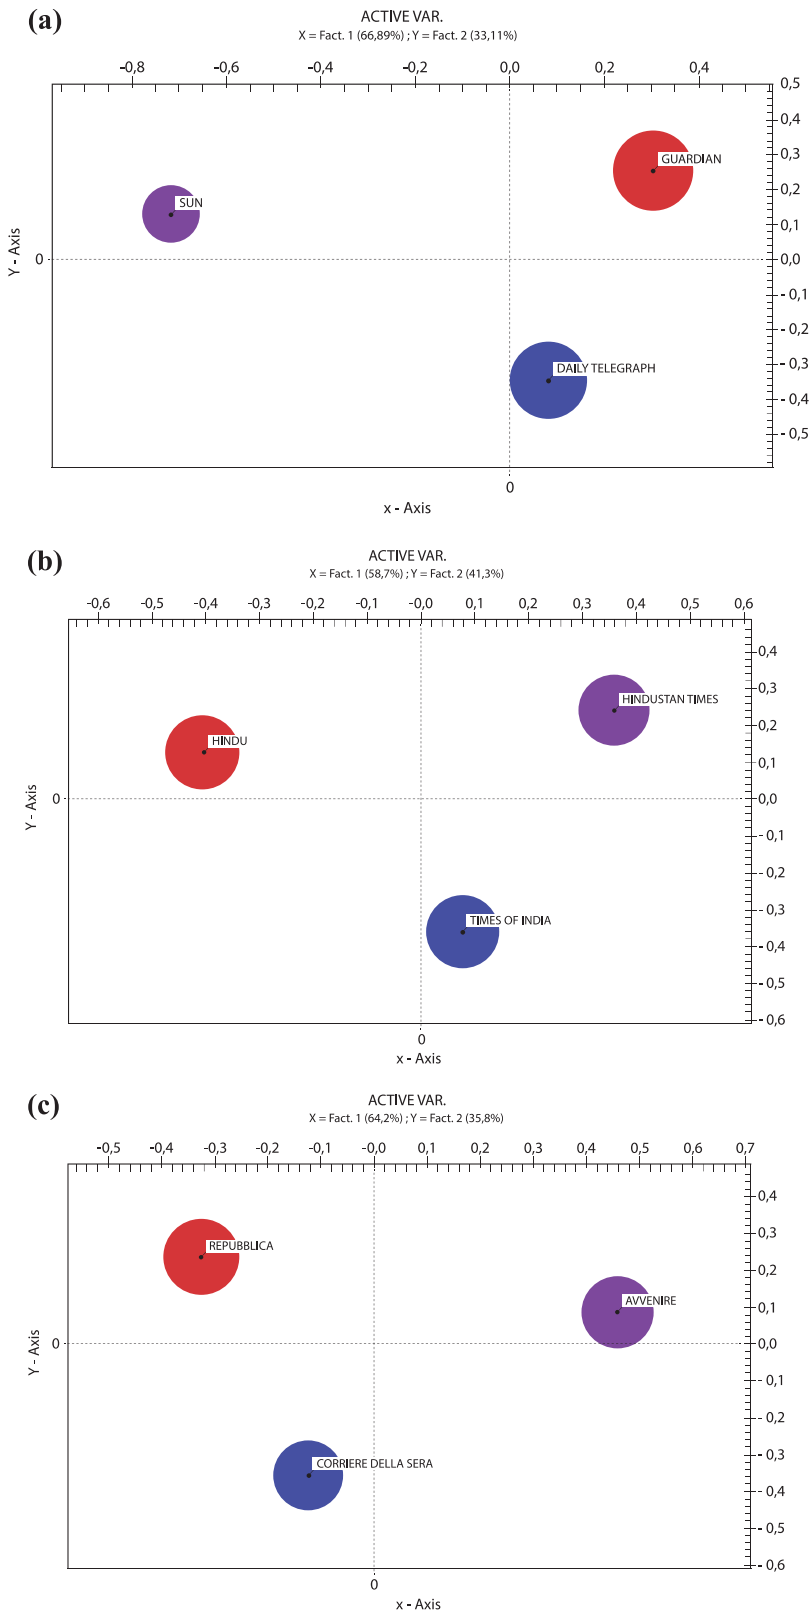 (a)
ACTIVE VAR.
X = Fact. 1 (66,89%) ; Y = Fact. 2 (33,11%)
-0,8 -0,6 -0,4 -0,2 0,0 0,2 0,4
0,5
0,4
0,3
0,2
0,1
0,0
- 0,1
- 0,2
- 0,3
- 0,4
- 0,5
GUARDIAN
SUN
DAILY TELEGRAPH
Y - Axis
0
0
x - Axis
(b)
ACTIVE VAR.
X = Fact. 1 (58,7%) ; Y = Fact. 2 (41,3%)
-0,6 -0,5 -0,4 -0,3 -0,2 -0,1 -0,0 0,1 0,2 0,3 0,4 0,5 0,6
0,4
0,3
0,2
0,1
0,0
- 0,1
- 0,2
- 0,3
- 0,4
- 0,5
- 0,6
HINDUSTAN TIMES
HINDU
TIMES OF INDIA
Y - Axis
0
0
x - Axis
(c)
ACTIVE VAR.
X = Fact. 1 (64,2%) ; Y = Fact. 2 (35,8%)
-0,5 -0,4 -0,3 -0,2 -0,1 -0,0 0,1 0,2 0,3 0,4 0,5 0,6 0,7
0,4
0,3
0,2
0,1
0,0
- 0,1
- 0,2
- 0,3
- 0,4
- 0,5
- 0,6
REPUBBLICA
AVVENIRE
CORRIERE DELLA SERA
Y - Axis
0
0
x - Axis